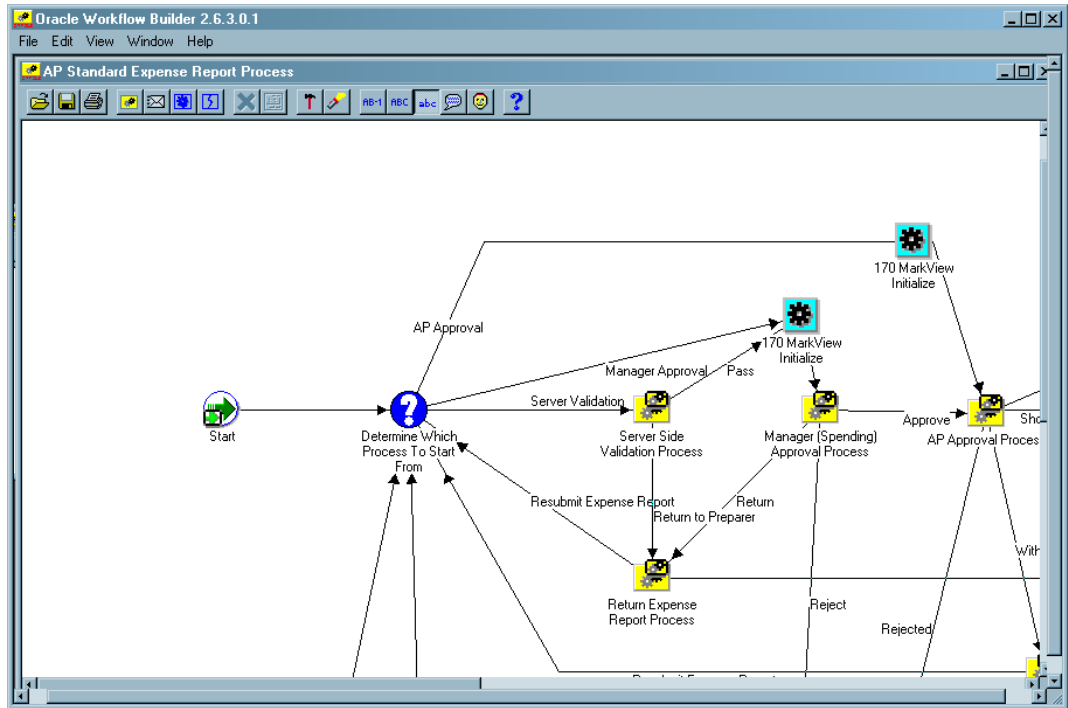 Oracle Workflow Builder 2.6.3.0.1
File Edit View Window Help
AP Standard Expense Report Process
AB-1 ABC abc ?
170 MarkView
Initialize
AP Approval
170 MarkView
Initialize
Manager Approval
Pass
Server Validation
Approve
Sho
Start
Determine Which
Process To Start
From
?
Server Side
Validation Process
Manager (Spending)
Approval Process
AP Approval Proces
Resubmit Expense Report
Return
Return to Preparer
With
Return Expense
Report Process
Reject
Rejected